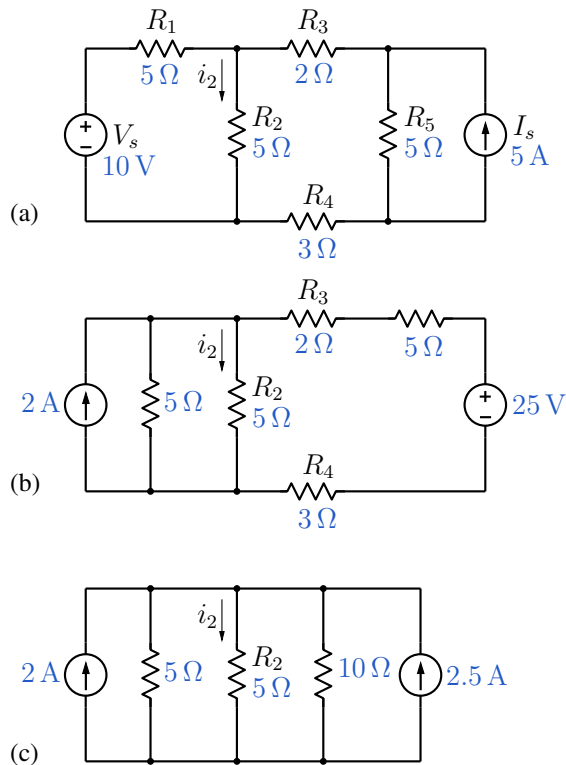 R₁ R₃
5 Ω i₂ 2 Ω
Vₛ R₂ R₅ Iₛ
10 V 5 Ω 5 Ω 5 A
R₄
(a)
3 Ω
R₃
i₂ 2 Ω 5 Ω
2 A 5 Ω R₂ 25 V
5 Ω
R₄
(b)
3 Ω
i₂
2 A 5 Ω R₂ 10 Ω 2.5 A
5 Ω
(c)